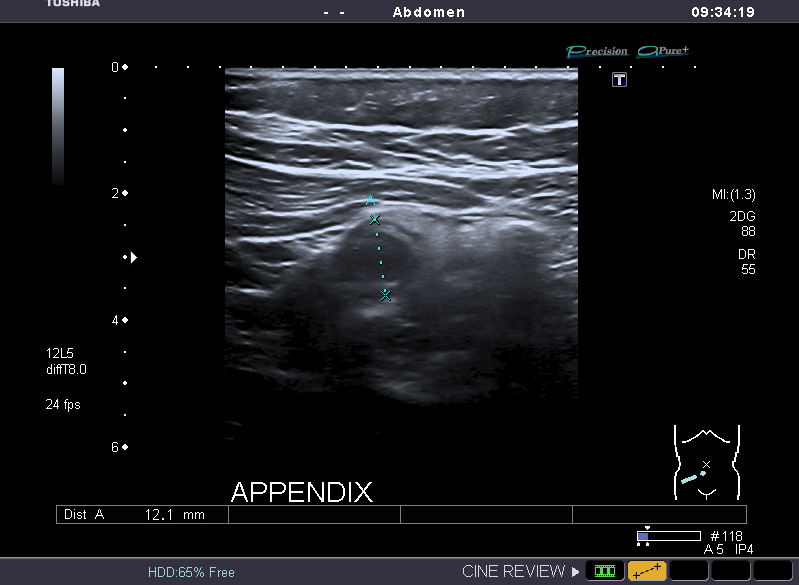 TOSHIBA
- - Abdomen 09:34:19
Precision APure+
0
T
2
MI:(1.3)
2DG
88
DR
55
A
4
12L5
diffT8.0
24 fps
6
APPENDIX
Dist A 12.1 mm
#118
A 5 IP4
HDD:65% Free
CINE REVIEW